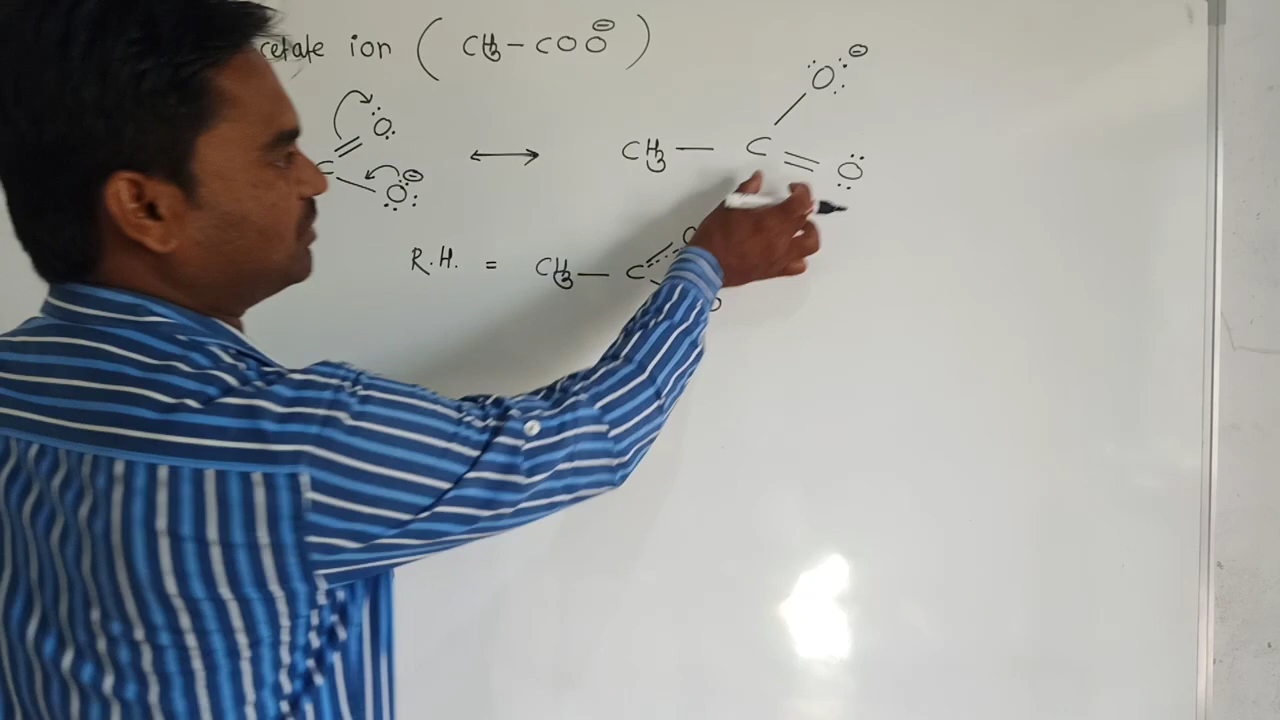 cetate ion ( CH3 – COO⊖ )
O
C O⊖ ⟷ CH3 — C O⊖ = O
R.H. = CH3 — C